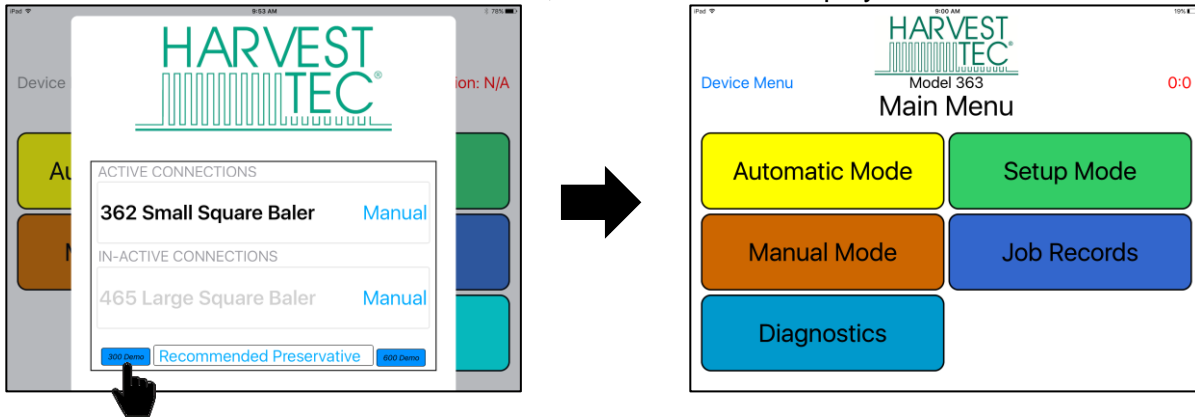 iPad 9:53 AM 78%
HARVEST
TEC®
Device
ion: N/A
Au
ACTIVE CONNECTIONS
362 Small Square Baler Manual
IN-ACTIVE CONNECTIONS
465 Large Square Baler Manual
300 Demo Recommended Preservative 600 Demo
iPad 9:00 AM 19%
HARVEST
TEC®
Device Menu
Model 363
0:0
Main Menu
Automatic Mode
Setup Mode
Manual Mode
Job Records
Diagnostics